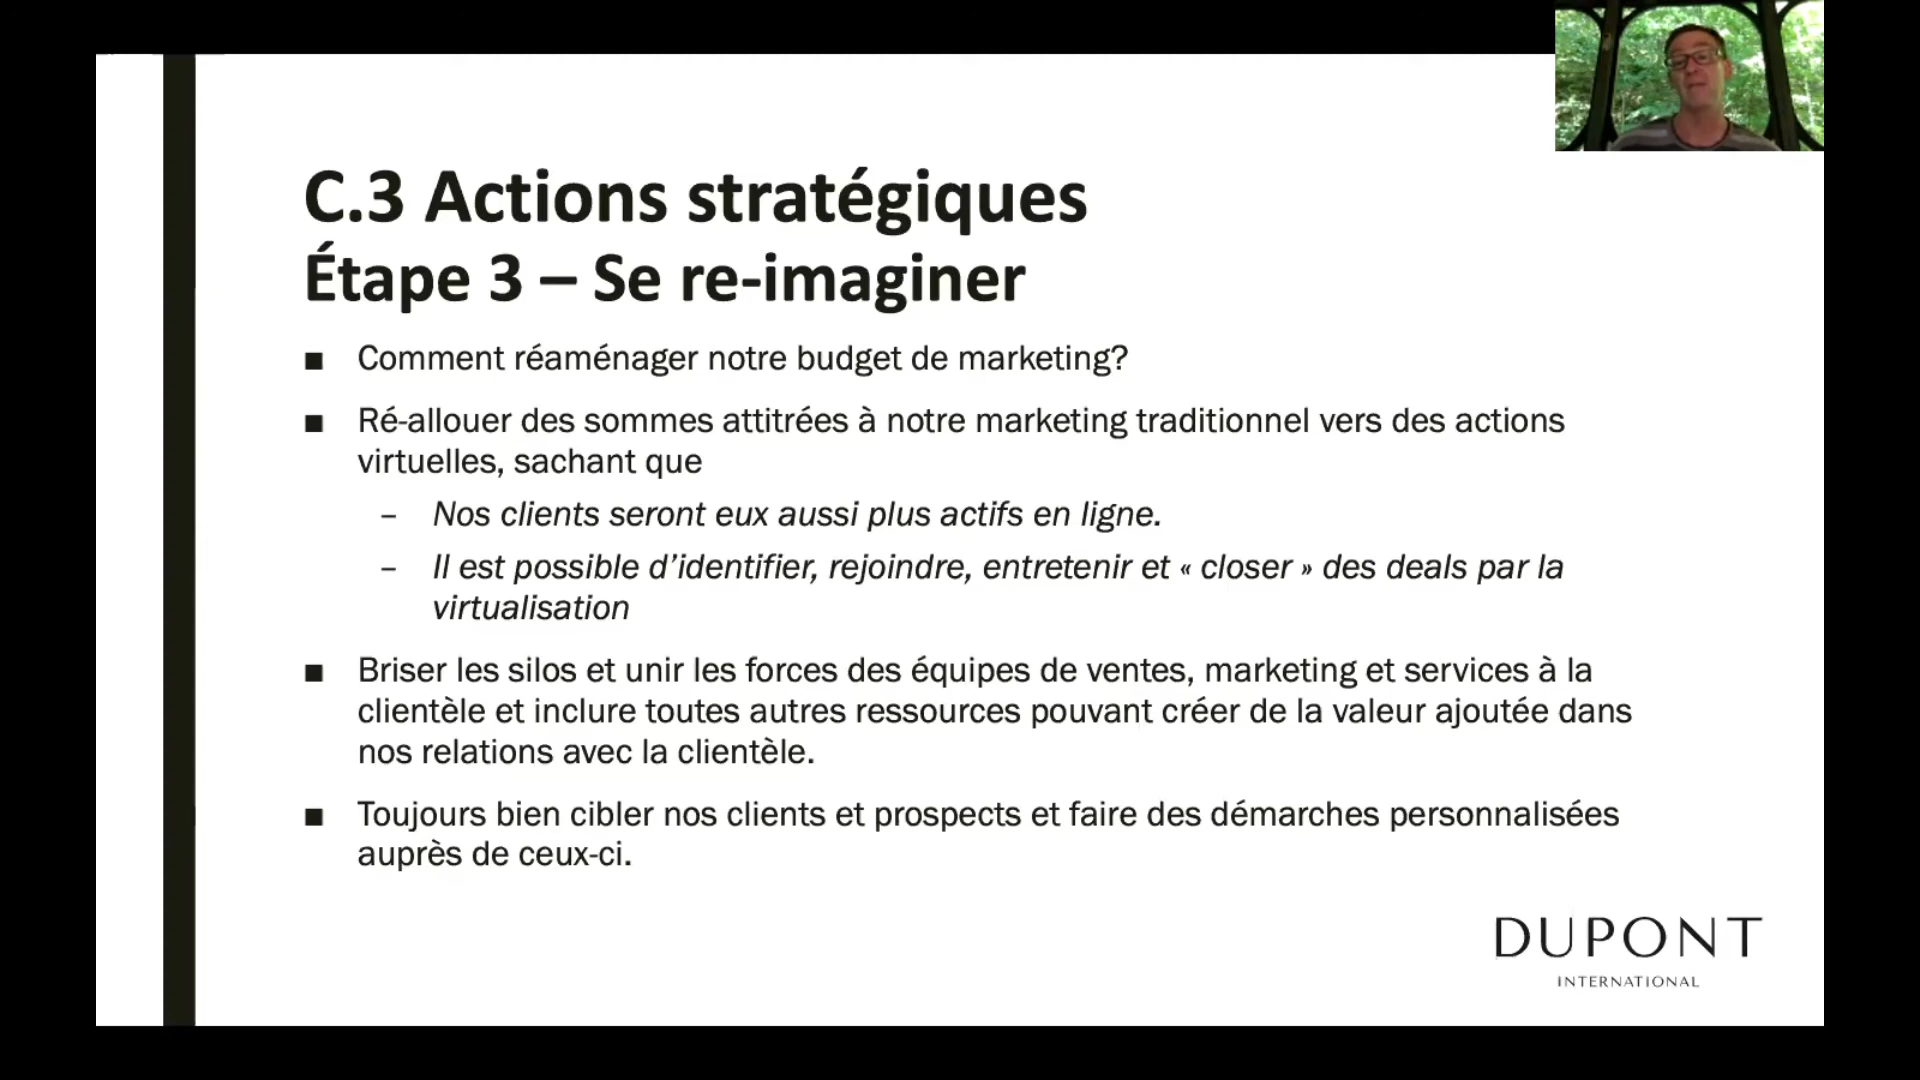 C.3 Actions stratégiques
Étape 3 – Se re-imaginer
■ Comment réaménager notre budget de marketing?
■ Ré-allouer des sommes attitrées à notre marketing traditionnel vers des actions
virtuelles, sachant que
– Nos clients seront eux aussi plus actifs en ligne.
– Il est possible d’identifier, rejoindre, entretenir et « closer » des deals par la
virtualisation
■ Briser les silos et unir les forces des équipes de ventes, marketing et services à la
clientèle et inclure toutes autres ressources pouvant créer de la valeur ajoutée dans
nos relations avec la clientèle.
■ Toujours bien cibler nos clients et prospects et faire des démarches personnalisées
auprès de ceux-ci.
DUPONT
INTERNATIONAL